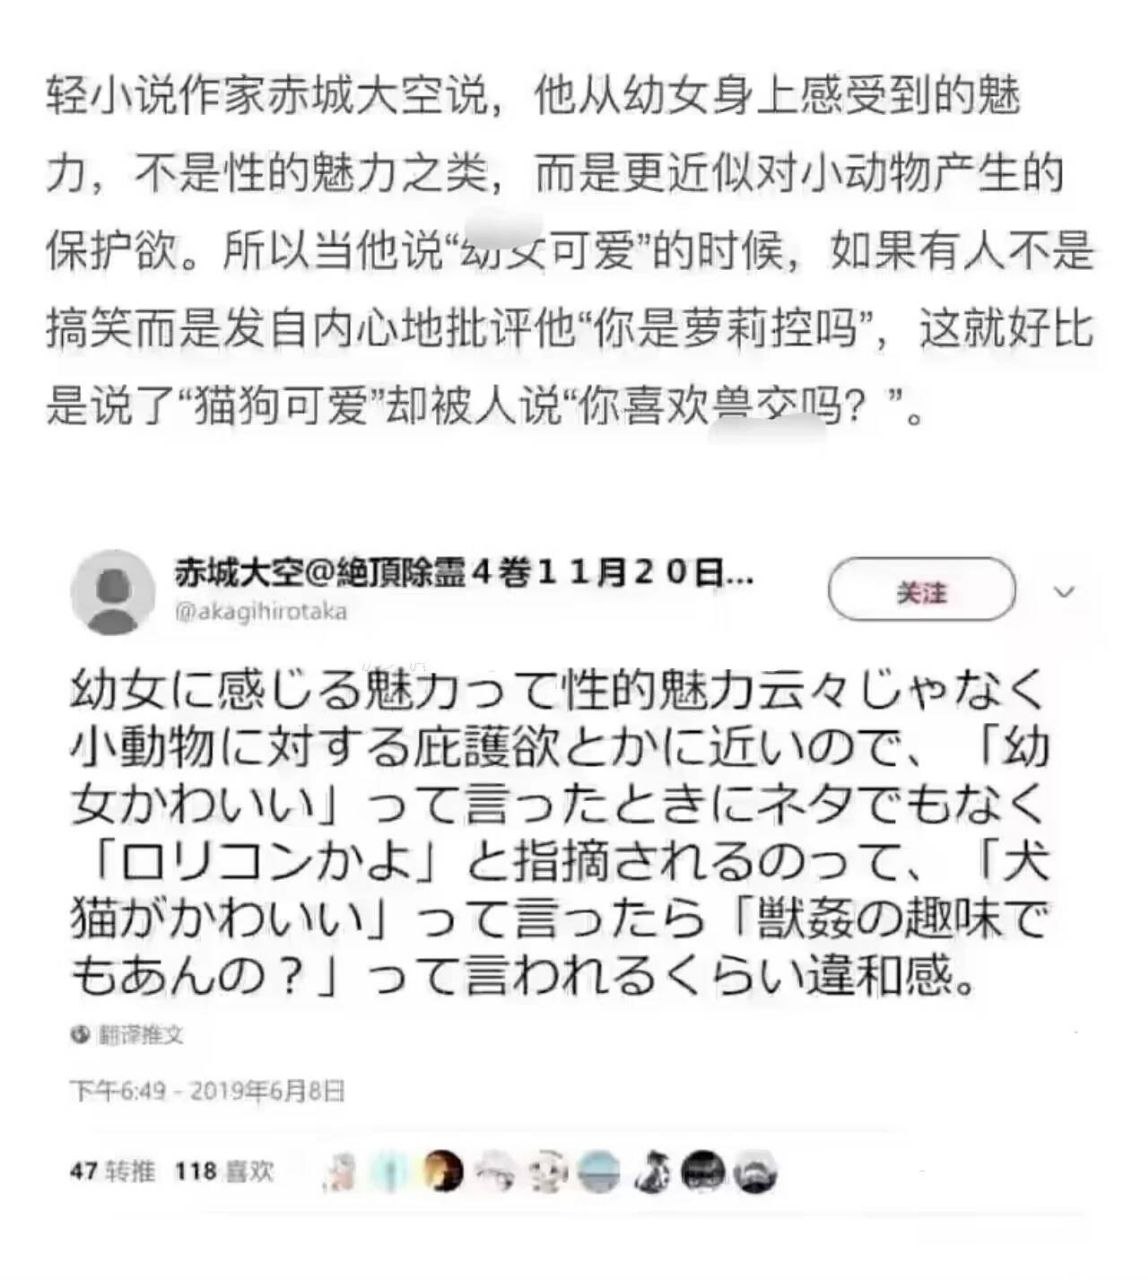 轻小说作家赤城大空说，他从幼女身上感受到的魅
力，不是性的魅力之类，而是更近似对小动物产生的
保护欲。所以当他说“幼女可爱”的时候，如果有人不是
搞笑而是发自内心地批评他“你是萝莉控吗”，这就好比
是说了“猫狗可爱”却被人说“你喜欢兽交吗？”。
赤城大空@絶頂除霊４巻１１月２０日...
@akagihirotaka
关注
幼女に感じる魅力って性的魅力云々じゃなく
小動物に対する庇護欲とかに近いので、「幼
女かわいい」って言ったときにネタでもなく
「ロリコンかよ」と指摘されるのって、「犬
猫がかわいい」って言ったら「獣姦の趣味で
もあんの？」って言われるくらい違和感。
翻译推文
下午6:49 - 2019年6月8日
47 转推 118 喜欢